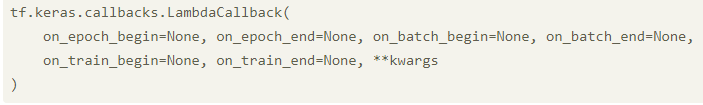 tf.keras.callbacks.LambdaCallback(
    on_epoch_begin=None, on_epoch_end=None, on_batch_begin=None, on_batch_end=None,
    on_train_begin=None, on_train_end=None, **kwargs
)